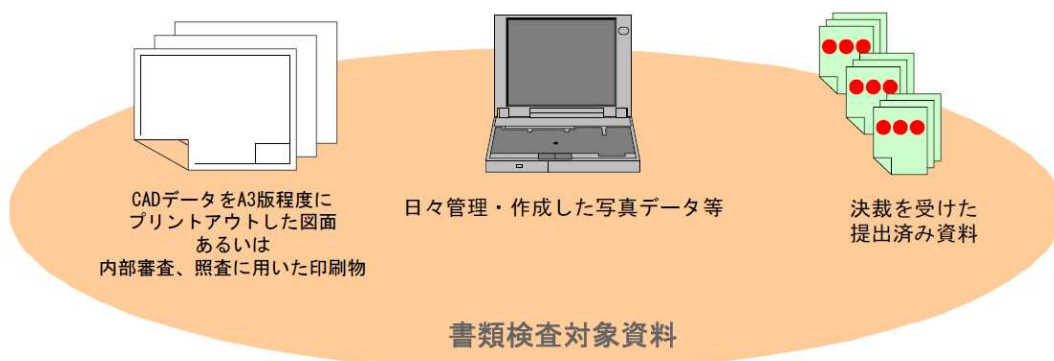 CADデータをA3版程度に
プリントアウトした図面
あるいは
内部審査、照査に用いた印刷物
日々管理・作成した写真データ等
決裁を受けた
提出済み資料
書類検査対象資料